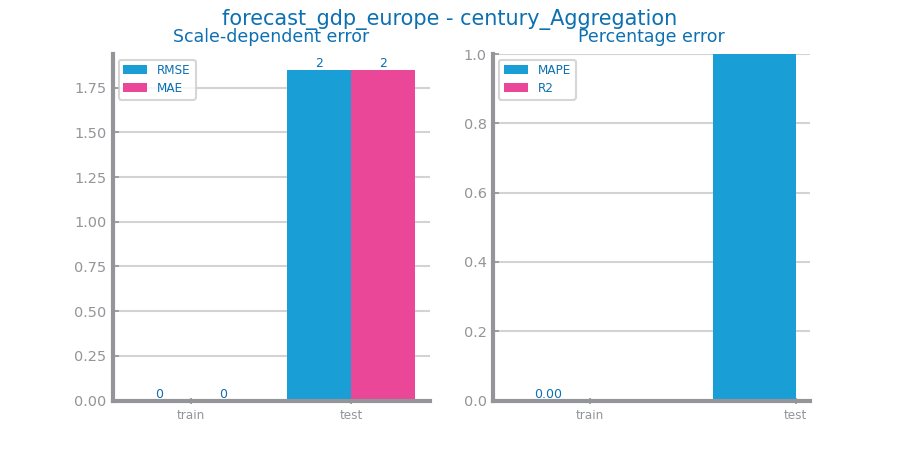 forecast_gdp_europe - century_Aggregation
Scale-dependent error
Percentage error
RMSE
MAE
2
2
1.75
1.50
1.25
1.00
0.75
0.50
0.25
0.00
0
0
train
test
MAPE
R2
1.0
0.8
0.6
0.4
0.2
0.0
0.00
train
test